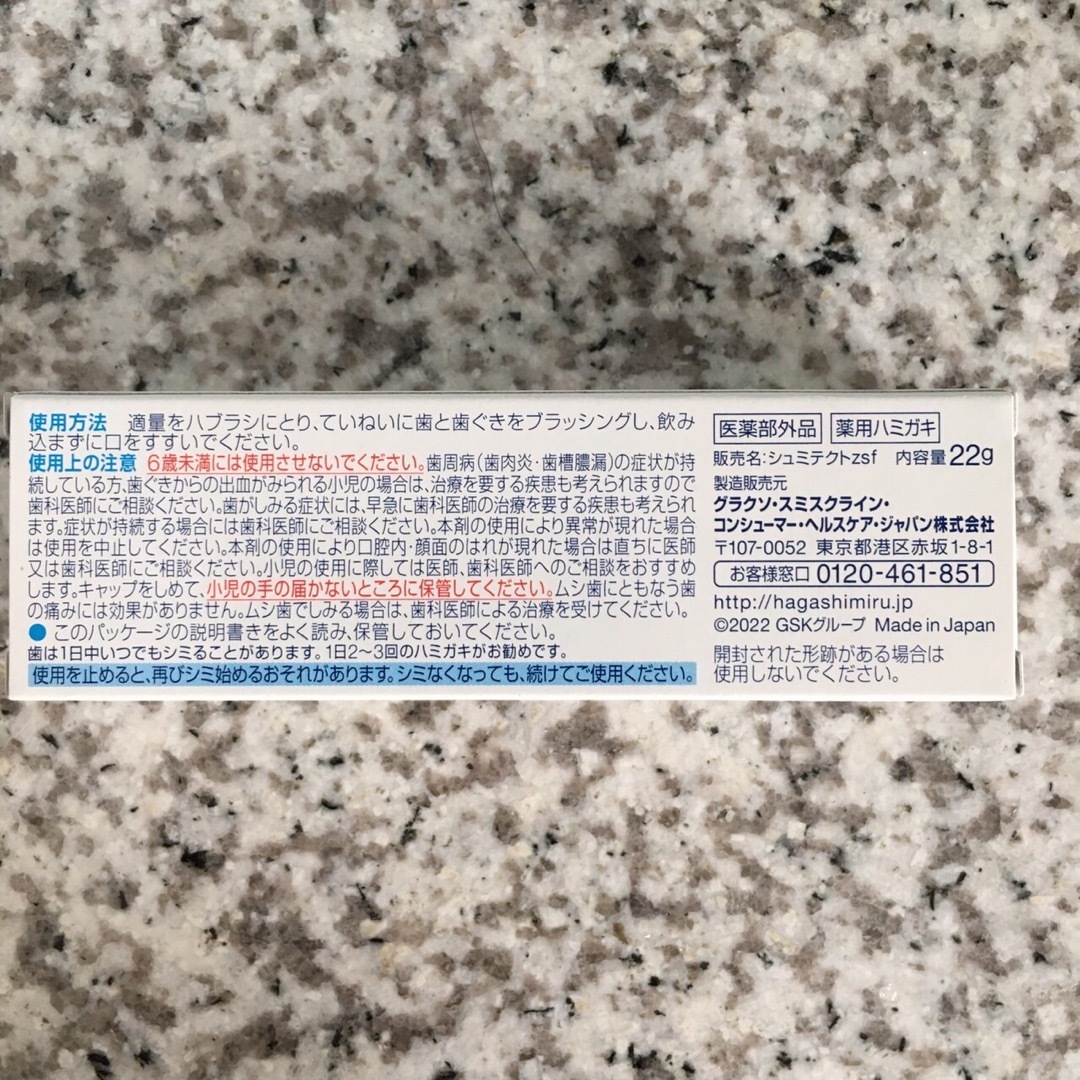 使用方法 適量をハブラシにとり、ていねいに歯と歯ぐきをブラッシングし、飲み
込まずに口をすすいでください。
使用上の注意 6歳未満には使用させないでください。歯周病(歯肉炎・歯槽膿漏)の症状が持
続している方、歯ぐきからの出血がみられる小児の場合は、治療を要する疾患も考えられますので
歯科医師にご相談ください。歯がしみる症状には、早急に歯科医師の治療を要する疾患も考えられ
ます。症状が持続する場合には歯科医師にご相談ください。本剤の使用により異常が現れた場合
は使用を中止してください。本剤の使用により口腔内・顔面のはれが現れた場合は直ちに医師
又は歯科医師にご相談ください。小児の使用に際しては医師、歯科医師へのご相談をおすすめ
します。キャップをしめて、小児の手の届かないところに保管してください。ムシ歯にともなう歯
の痛みには効果がありません。ムシ歯でしみる場合は、歯科医師による治療を受けてください。
● このパッケージの説明書きをよく読み、保管しておいてください。
歯は1日中いつでもシミることがあります。1日2~3回のハミガキがお勧めです。
使用を止めると、再びシミ始めるおそれがあります。シミなくなっても、続けてご使用ください。
医薬部外品 薬用ハミガキ
販売名:シュミテクトzsf 内容量22g
製造販売元
グラクソ・スミスクライン・
コンシューマー・ヘルスケア・ジャパン株式会社
〒107-0052 東京都港区赤坂1-8-1
お客様窓口 0120-461-851
http://hagashimiru.jp
©2022 GSKグループ Made in Japan
開封された形跡がある場合は
使用しないでください。